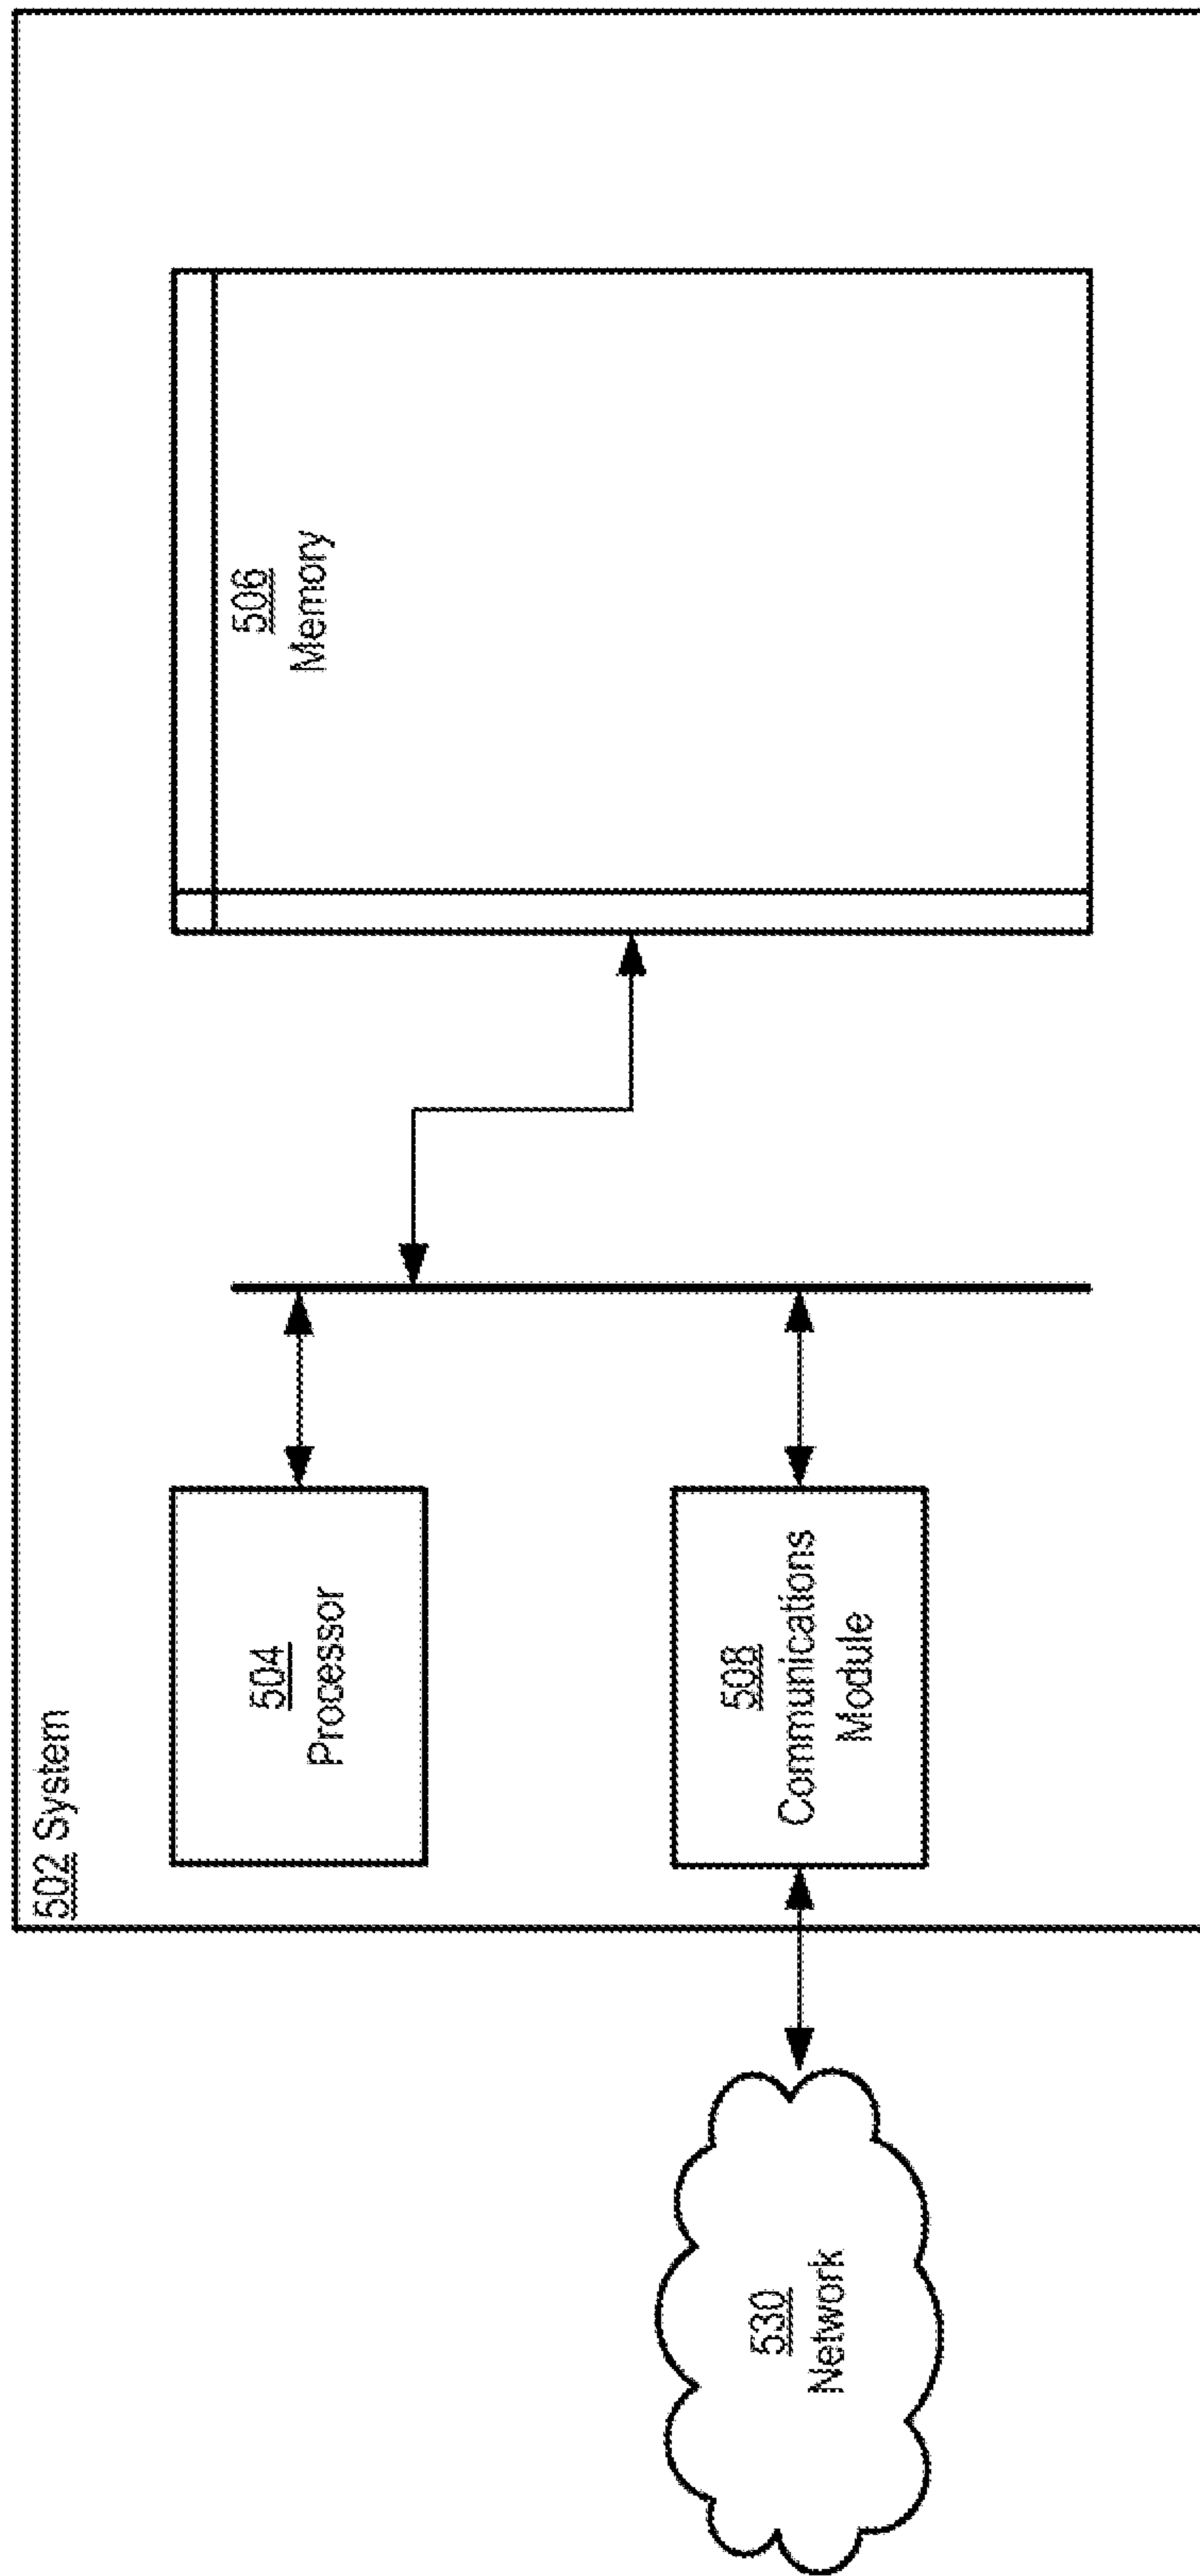 502 System
504
Processor
506
Memory
508
Communications
Module
530
Network